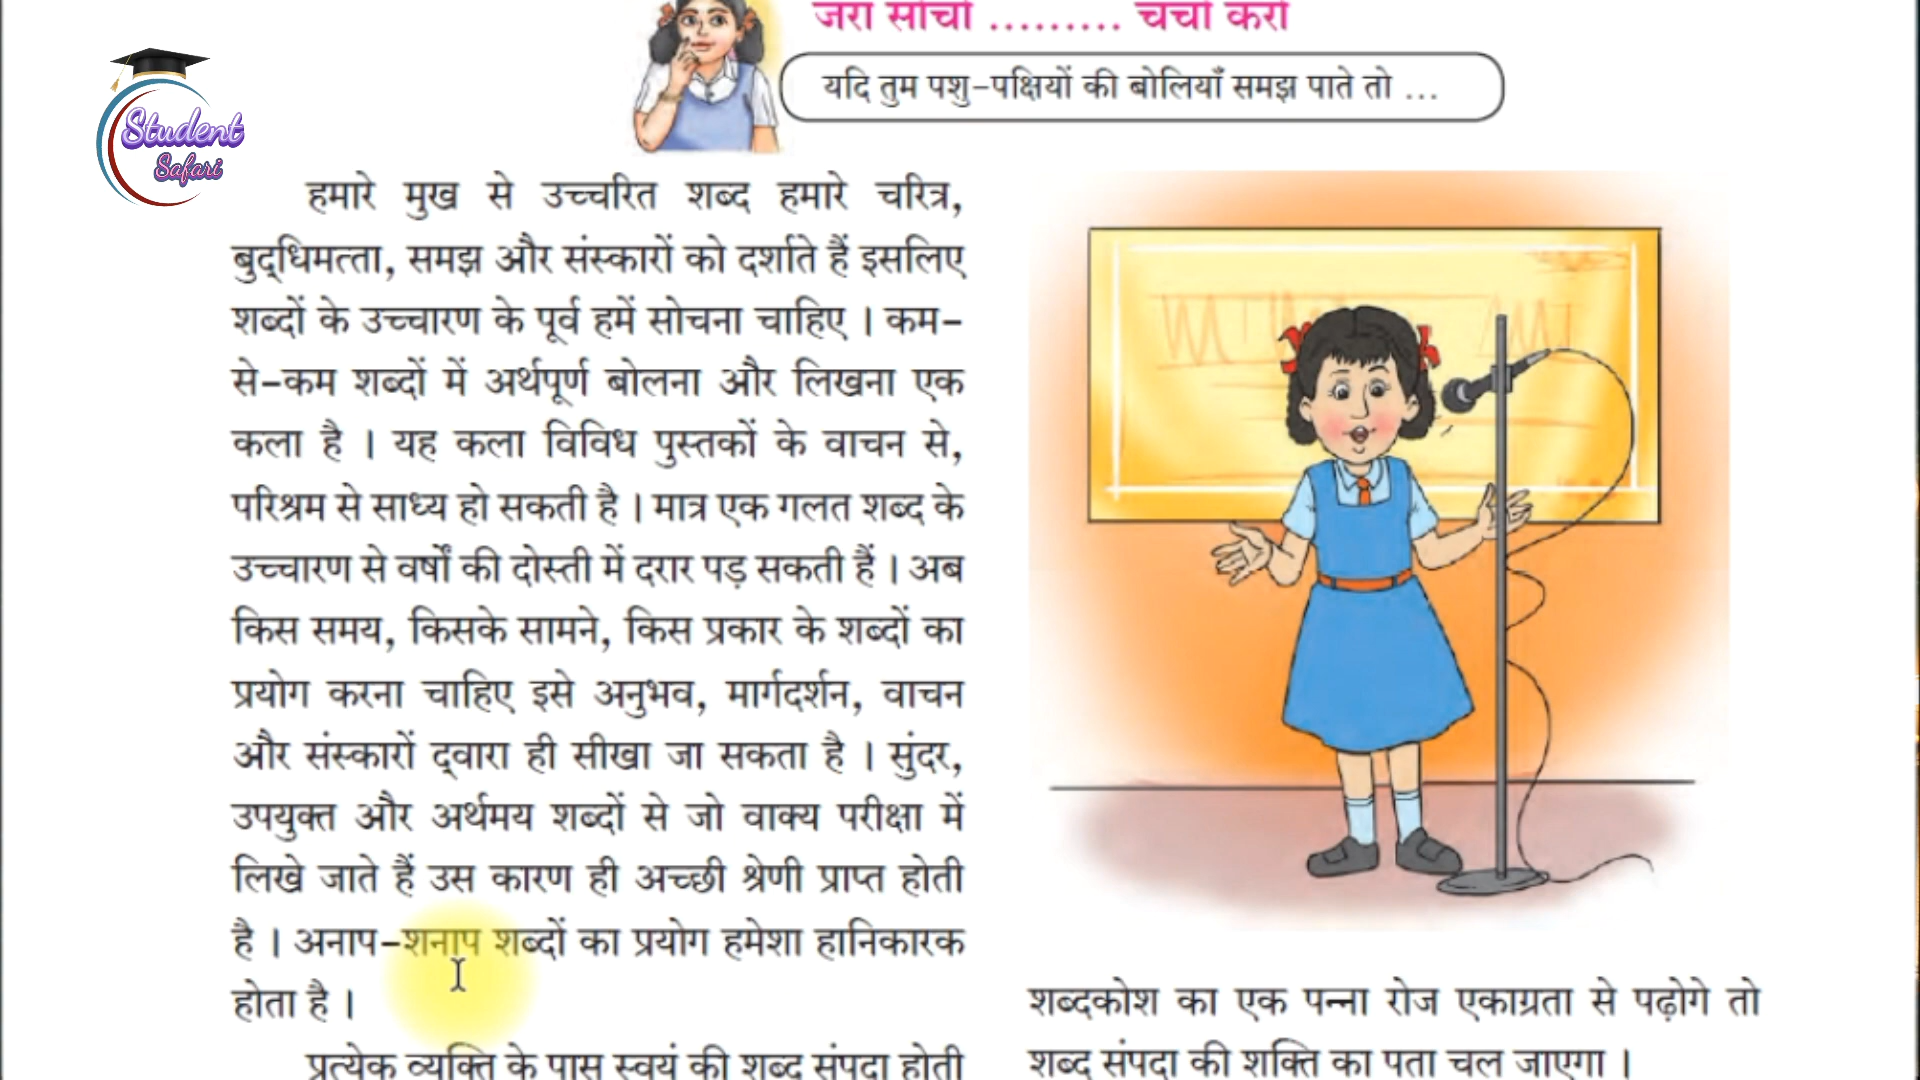 जरा सोचो ......... चर्चा करो
Student
Safari
यदि तुम पशु-पक्षियों की बोलियाँ समझ पाते तो ...
हमारे मुख से उच्चरित शब्द हमारे चरित्र,
बुद्‌धिमत्ता, समझ और संस्कारों को दर्शाते हैं इसलिए
शब्दों के उच्चारण के पूर्व हमें सोचना चाहिए । कम-
से-कम शब्दों में अर्थपूर्ण बोलना और लिखना एक
कला है । यह कला विविध पुस्तकों के वाचन से,
परिश्रम से साध्य हो सकती है । मात्र एक गलत शब्द के
उच्चारण से वर्षों की दोस्ती में दरार पड़ सकती हैं । अब
किस समय, किसके सामने, किस प्रकार के शब्दों का
प्रयोग करना चाहिए इसे अनुभव, मार्गदर्शन, वाचन
और संस्कारों द्‌वारा ही सीखा जा सकता है । सुंदर,
उपयुक्त और अर्थमय शब्दों से जो वाक्य परीक्षा में
लिखे जाते हैं उस कारण ही अच्छी श्रेणी प्राप्त होती
है । अनाप-शनाप शब्दों का प्रयोग हमेशा हानिकारक
होता है ।
प्रत्येक व्यक्ति के पास स्वयं की शब्द संपदा होती
शब्दकोश का एक पन्ना रोज एकाग्रता से पढ़ोगे तो
शब्द संपदा की शक्ति का पता चल जाएगा ।